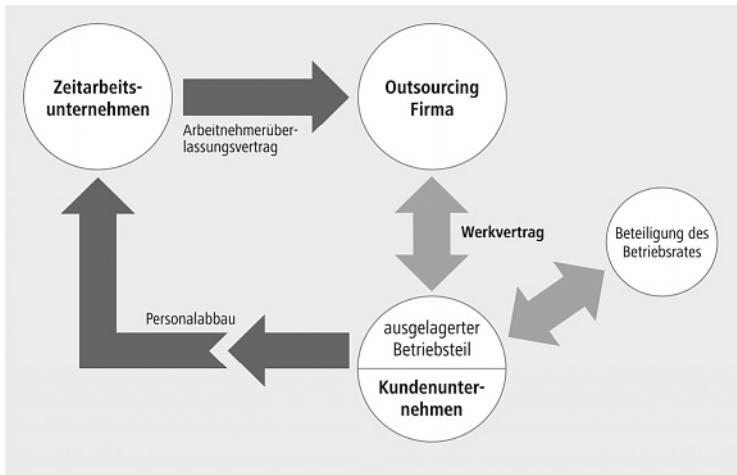 Zeitarbeits-
unternehmen
Arbeitnehmerüber-
lassungsvertrag
Outsourcing
Firma
Werkvertrag
Beteiligung des
Betriebsrates
Personalabbau
ausgelagerter
Betriebsteil
Kundenunter-
nehmen